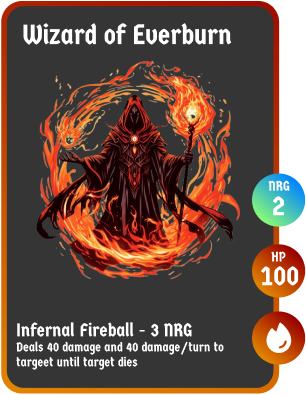 Wizard of Everburn
NRG
2
HP
100
Infernal Fireball - 3 NRG
Deals 40 damage and 40 damage/turn to
targeet until target dies